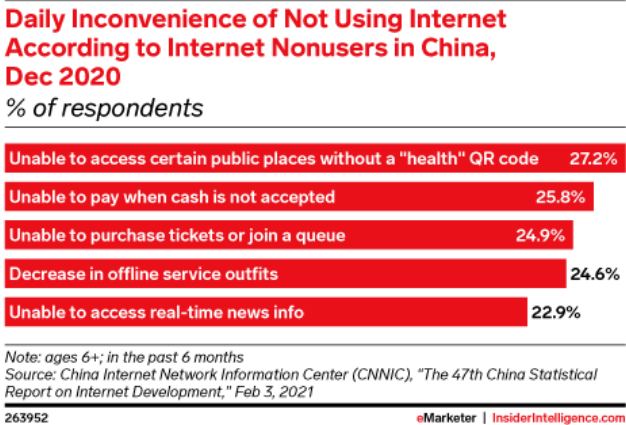 Daily Inconvenience of Not Using Internet
According to Internet Nonusers in China,
Dec 2020
% of respondents
Unable to access certain public places without a "health" QR code 27.2%
Unable to pay when cash is not accepted 25.8%
Unable to purchase tickets or join a queue 24.9%
Decrease in offline service outfits 24.6%
Unable to access real-time news info 22.9%
Note: ages 6+; in the past 6 months
Source: China Internet Network Information Center (CNNIC), "The 47th China Statistical
Report on Internet Development," Feb 3, 2021
263952 eMarketer | InsiderIntelligence.com